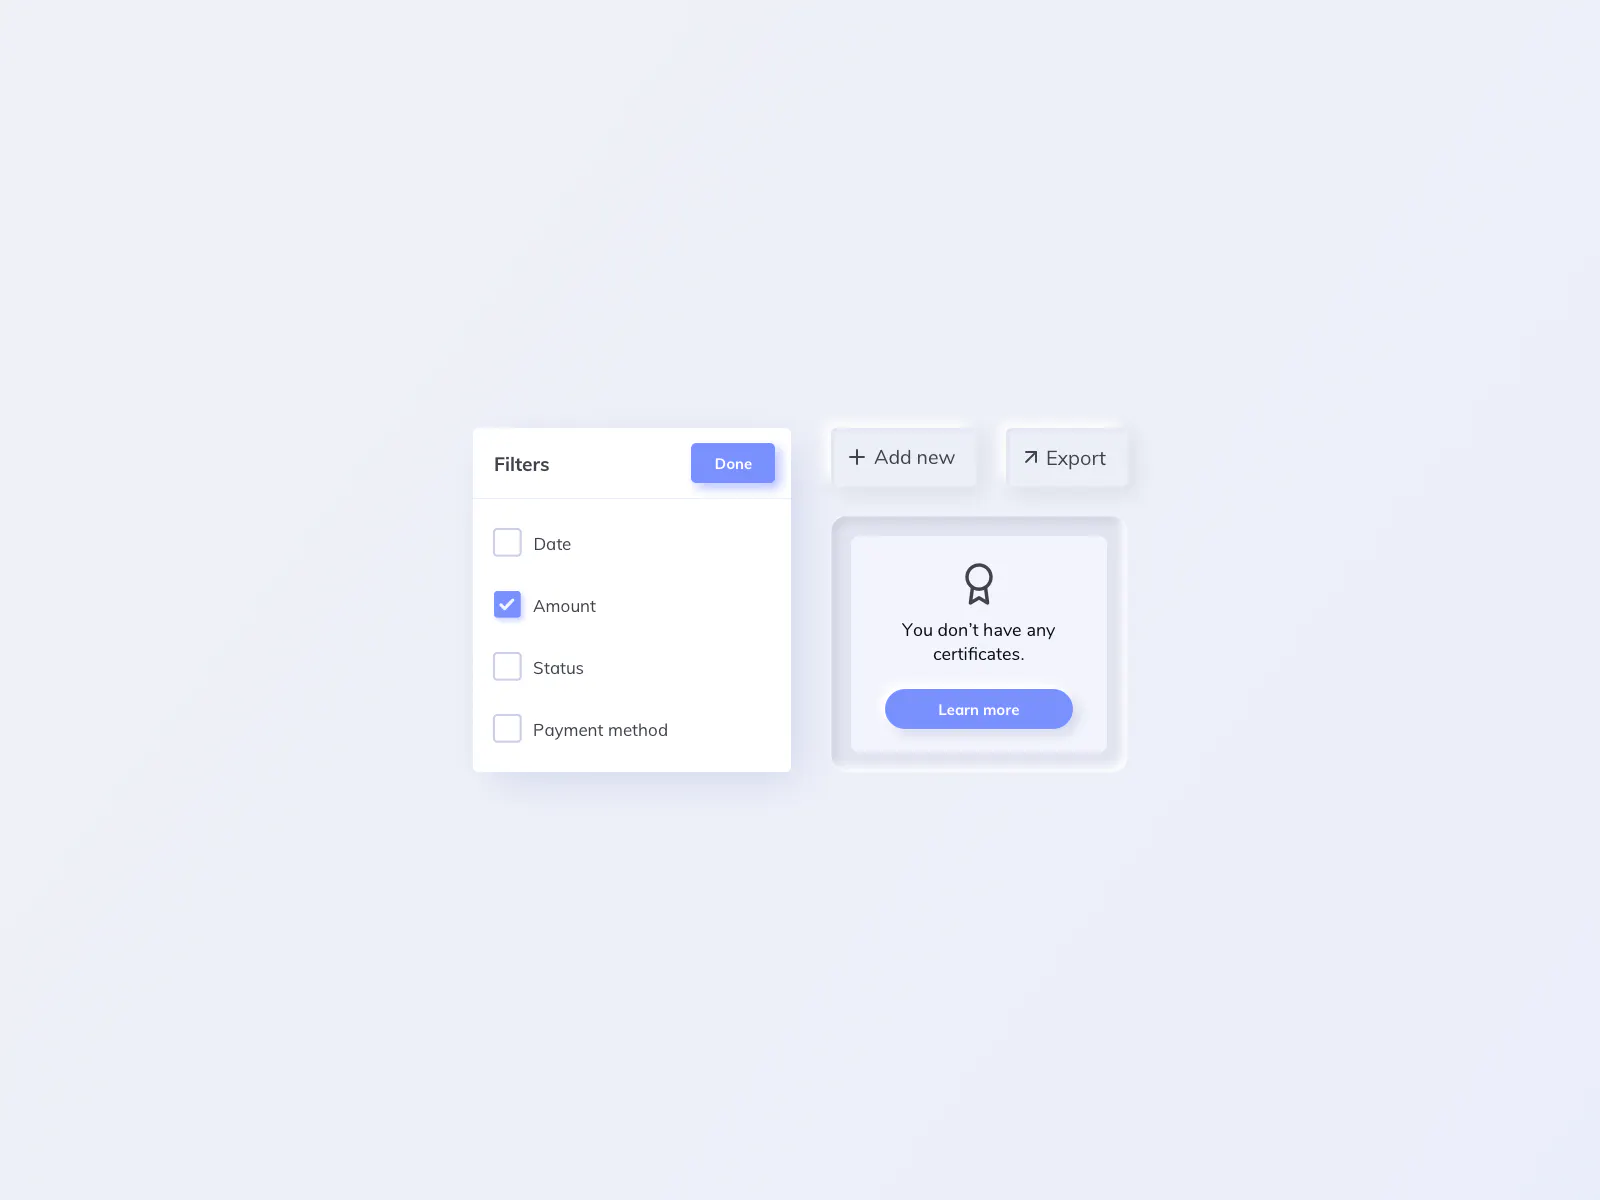 Filters
Done
Date
Amount
Status
Payment method
Add new
Export
You don’t have any
certificates.
Learn more